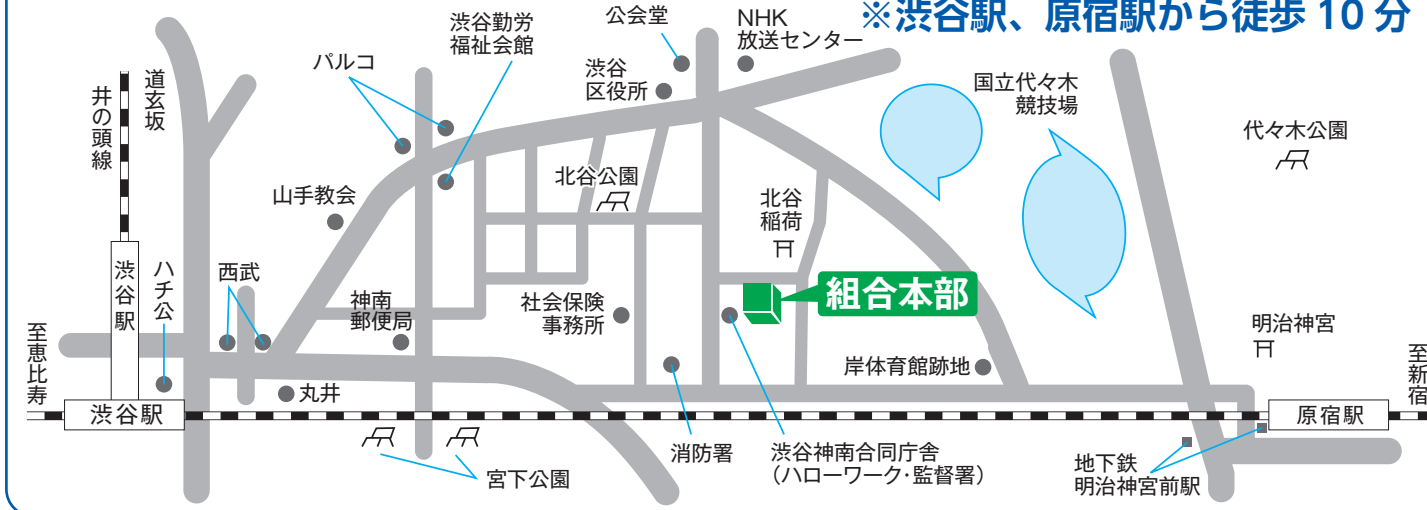 ※渋谷駅、原宿駅から徒歩 10 分
公会堂
NHK
放送センター
渋谷勤労
福祉会館
パルコ
渋谷
区役所
国立代々木
競技場
代々木公園
道玄坂
井の頭線
山手教会
北谷公園
北谷
稲荷
渋谷駅
ハチ公
西武
神南
郵便局
社会保険
事務所
組合本部
明治神宮
至恵比寿
丸井
岸体育館跡地
至新宿
渋谷駅
原宿駅
宮下公園
消防署
渋谷神南合同庁舎
(ハローワーク・監督署)
地下鉄
明治神宮前駅